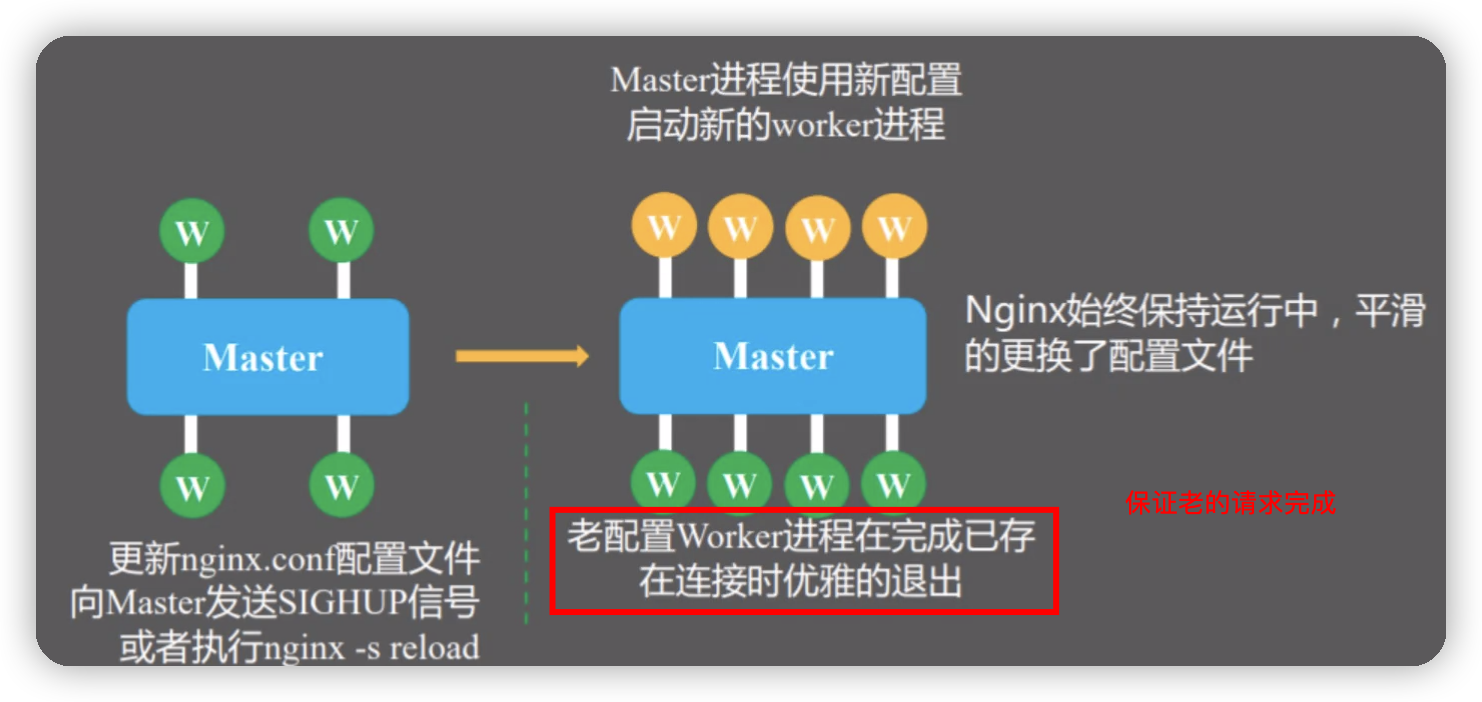 Master进程使用新配置
启动新的worker进程
W W
W W W W
Master
Master
Nginx始终保持运行中，平滑
的更换了配置文件
W W
W W W W
保证老的请求完成
更新nginx.conf配置文件
向Master发送SIGHUP信号
或者执行nginx -s reload
老配置Worker进程在完成已存
在连接时优雅的退出